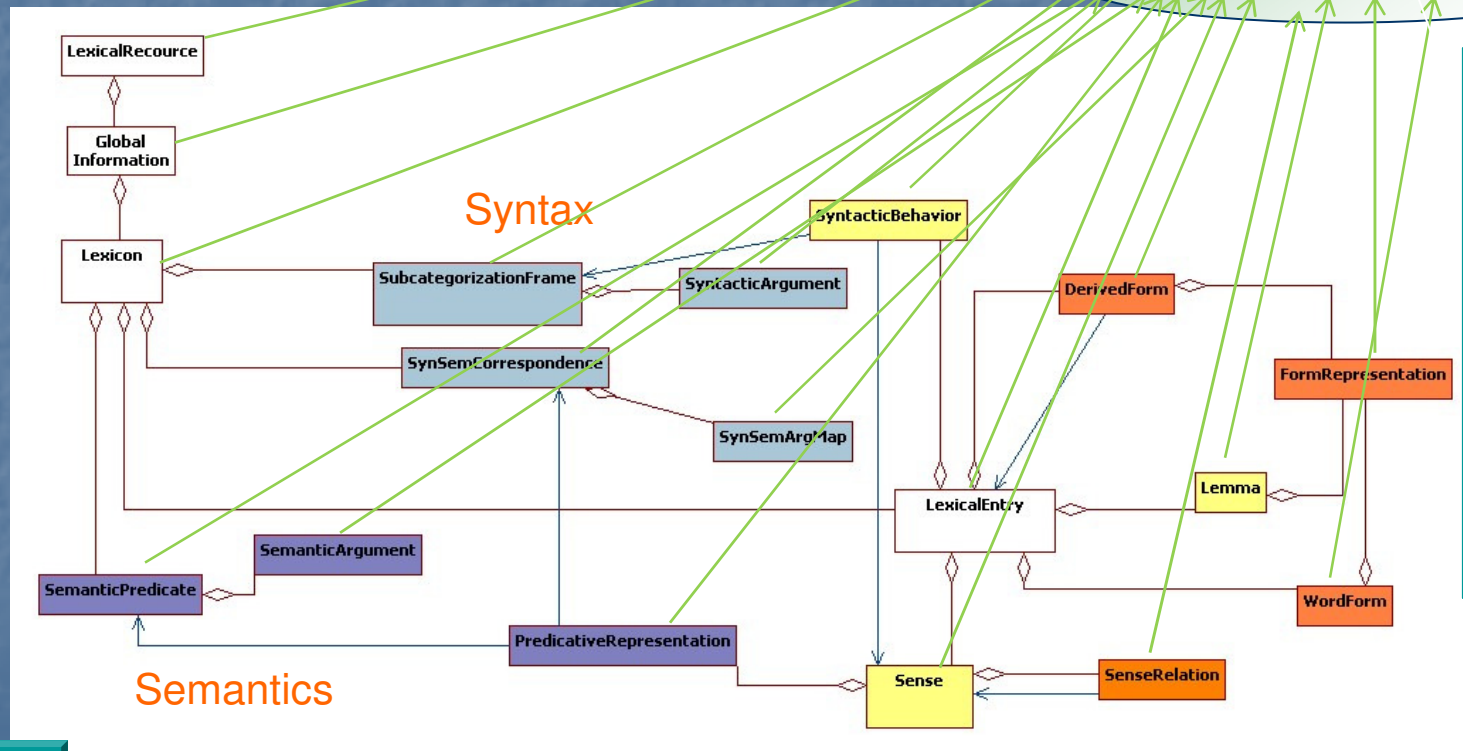 LexicalRecource
Global
Information
Syntax
SyntacticBehavior
Lexicon
SubcategorizationFrame
SyntacticArgument
DerivedForm
SynSemCorrespondence
FormRepresentation
SynSemArgMap
Lemma
LexicalEntry
SemanticArgument
SemanticPredicate
WordForm
PredicativeRepresentation
Semantics
Sense
SenseRelation